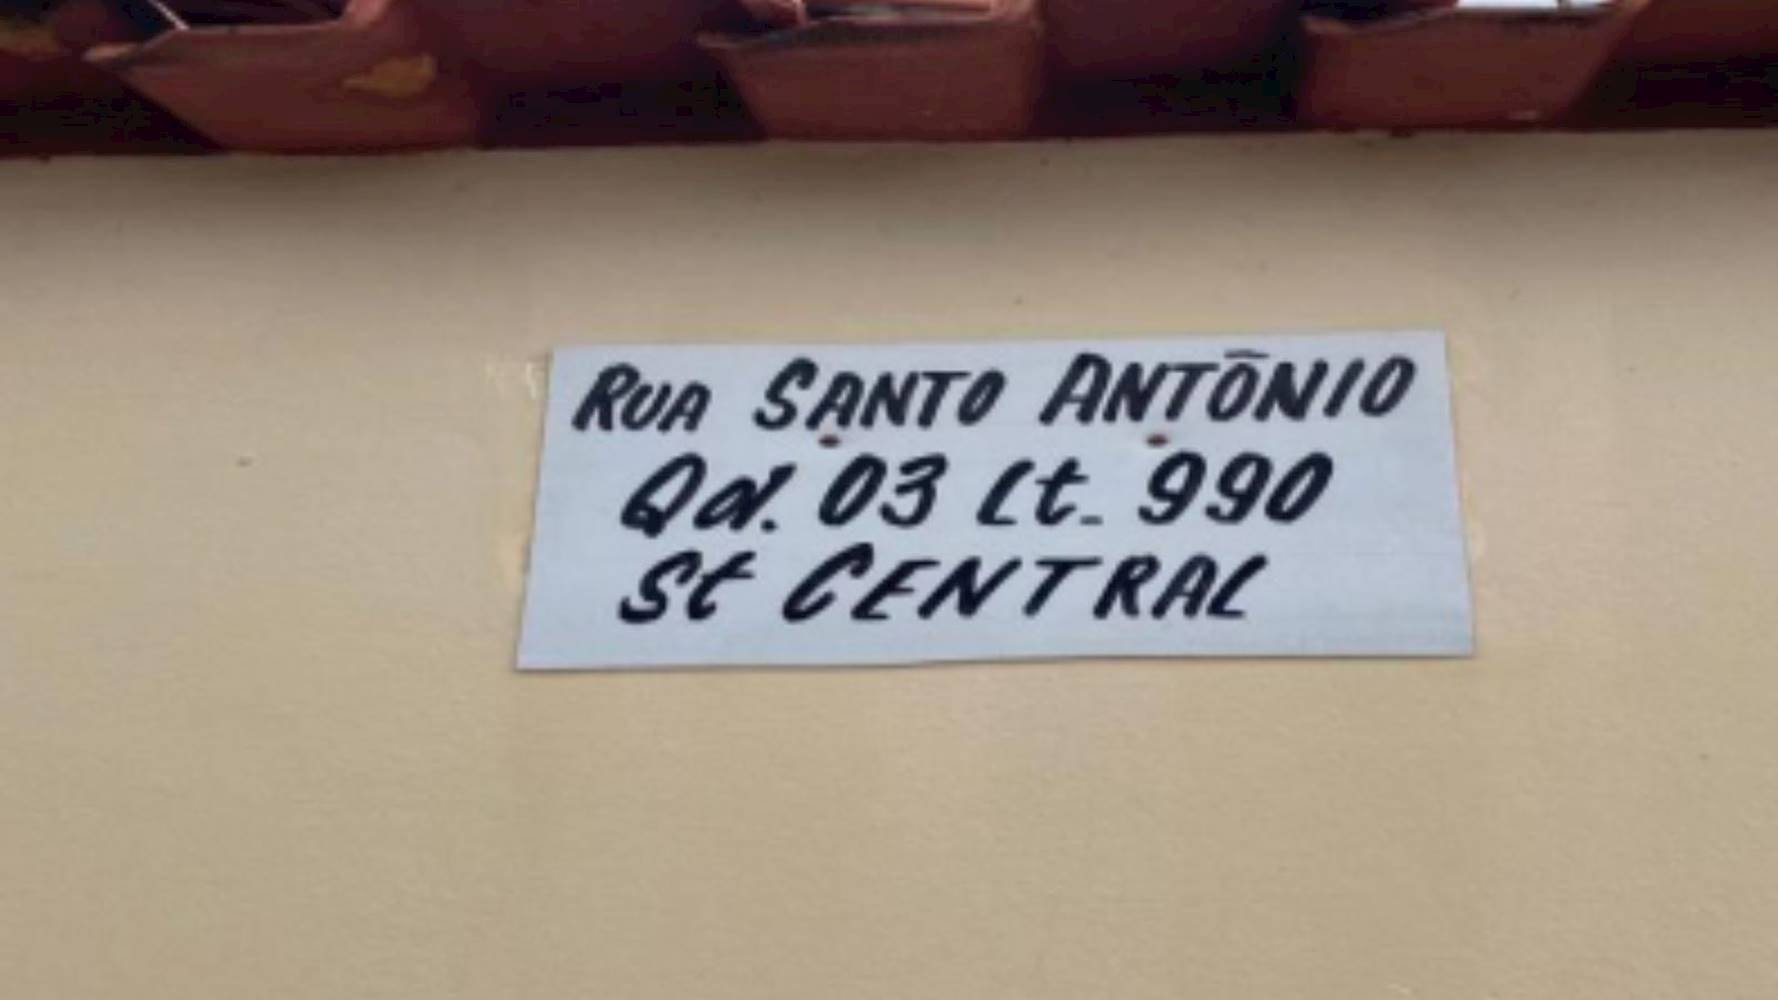 RUA SANTO ANTÔNIO
Qd. 03 Lt. 990
St CENTRAL